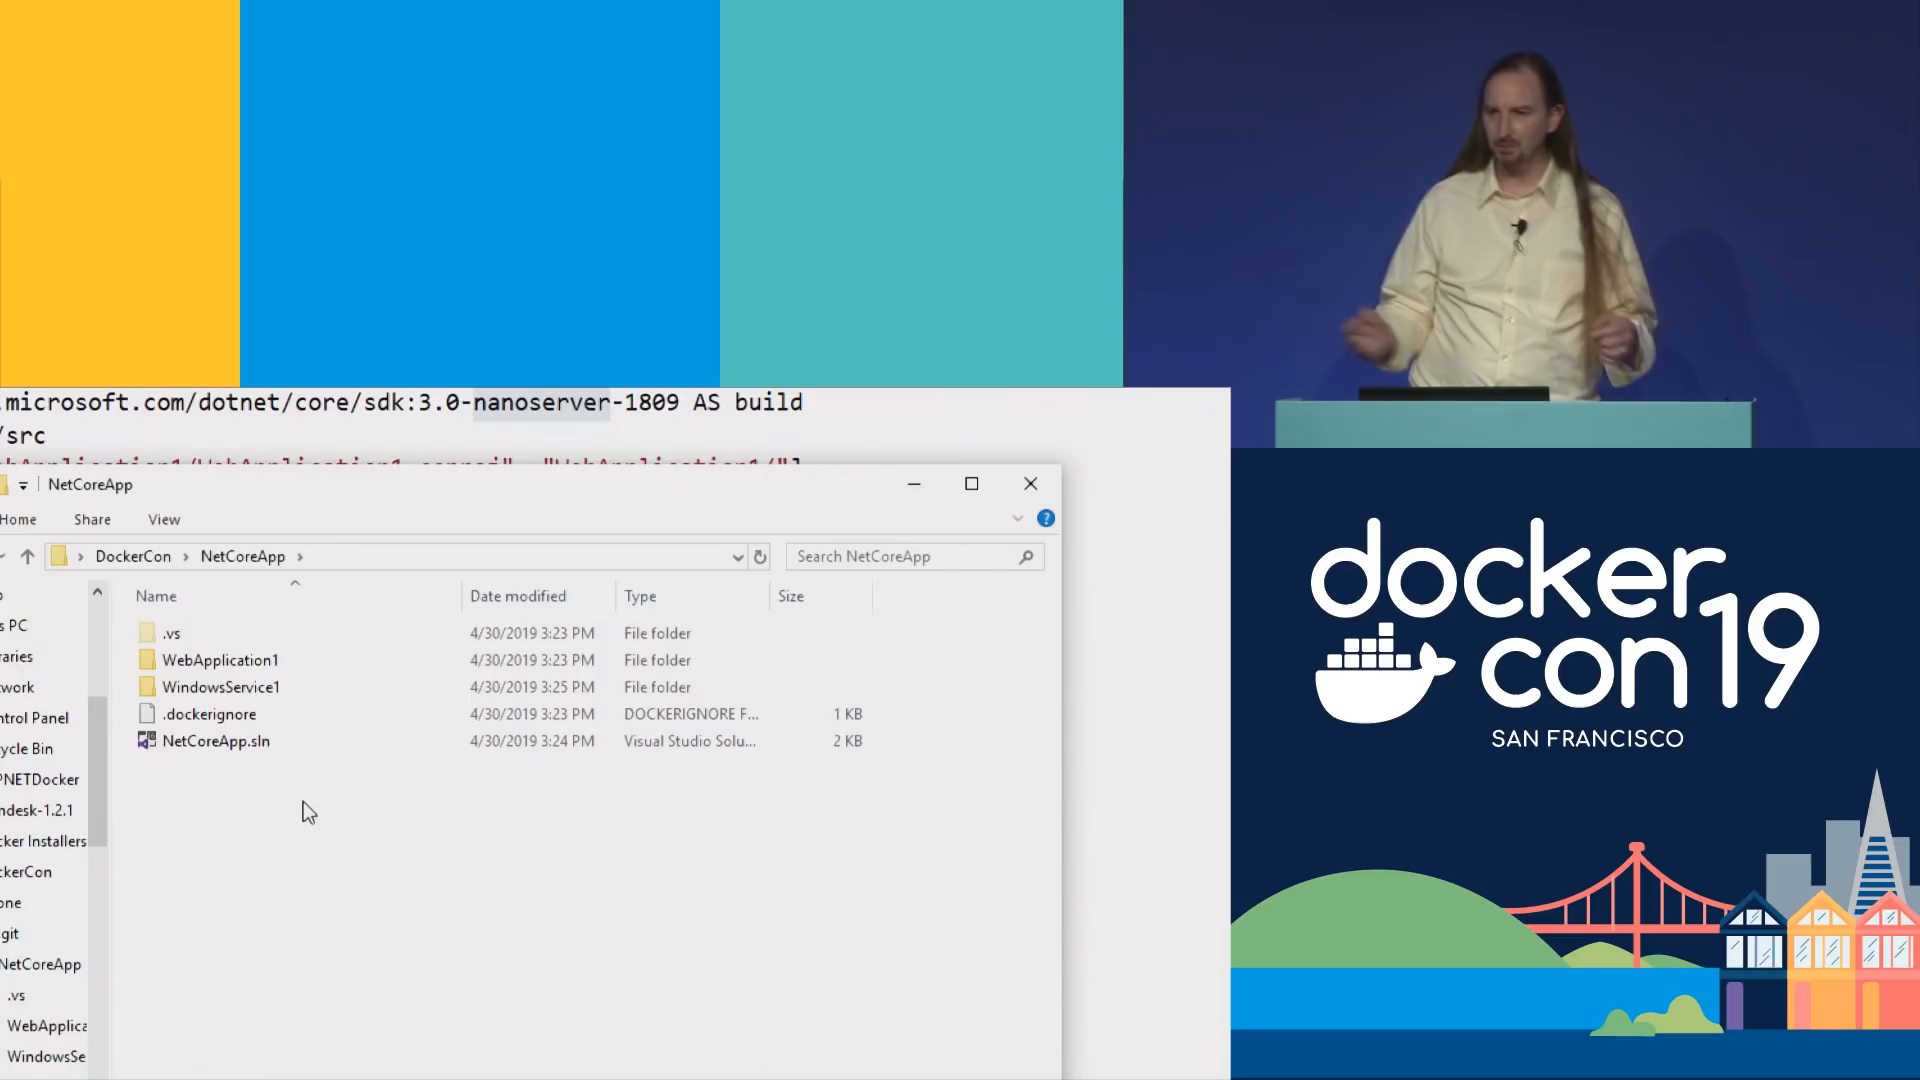 .microsoft.com/dotnet/core/sdk:3.0-nanoserver-1809 AS build
/src
NetCoreApp
Home Share View
DockerCon NetCoreApp Search NetCoreApp
Name Date modified Type Size
.vs 4/30/2019 3:23 PM File folder
WebApplication1 4/30/2019 3:23 PM File folder
WindowsService1 4/30/2019 3:25 PM File folder
.dockerignore 4/30/2019 3:23 PM DOCKERIGNORE F... 1 KB
NetCoreApp.sln 4/30/2019 3:24 PM Visual Studio Solu... 2 KB
s PC
raries
work
ntrol Panel
ycle Bin
PNETDocker
ndesk-1.2.1
cker Installers
ckerCon
one
git
NetCoreApp
.vs
WebApplica
WindowsSe
docker
con19
SAN FRANCISCO